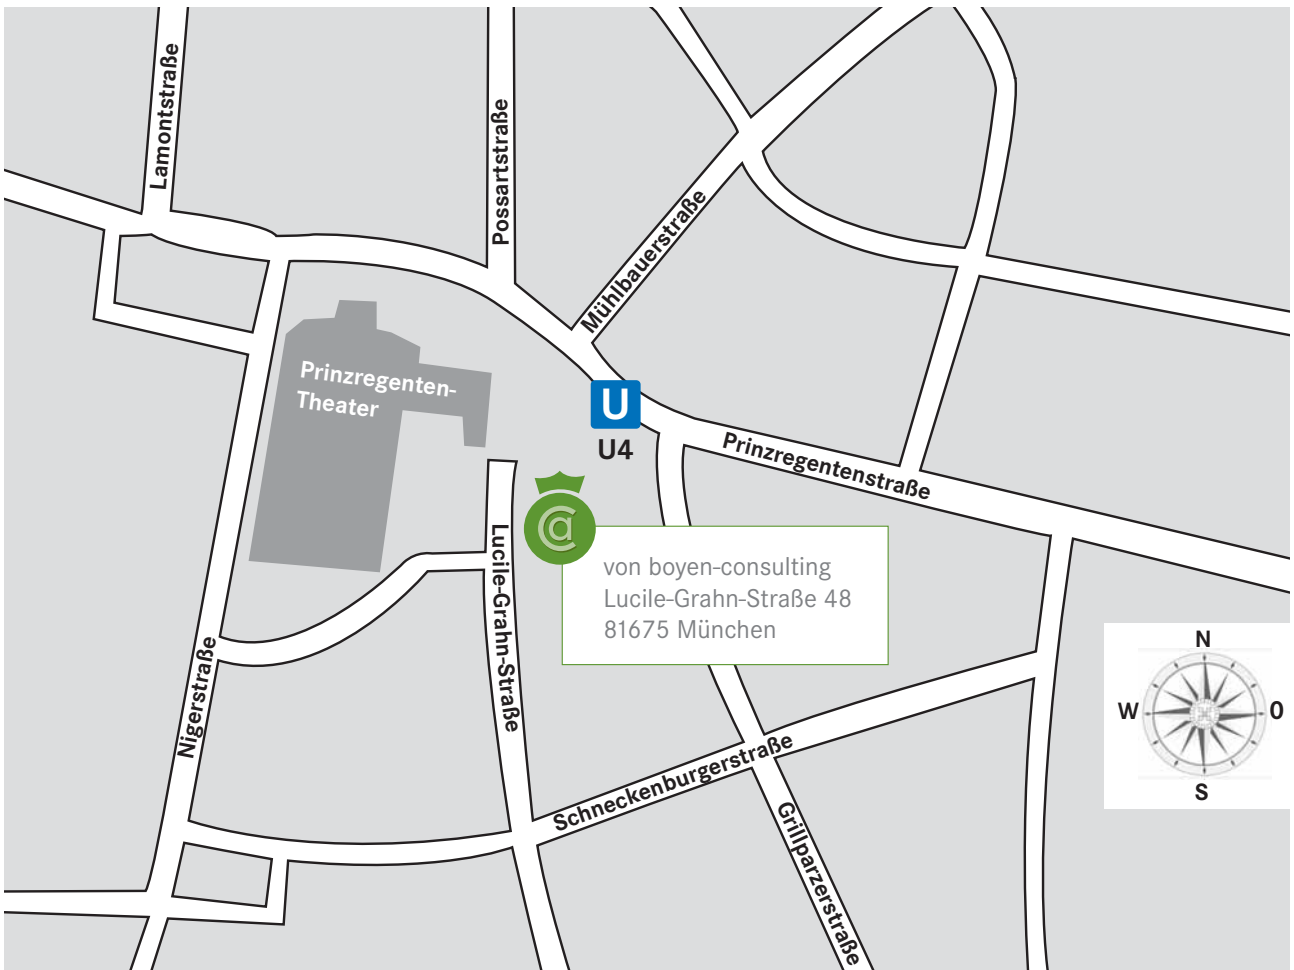 Lamontstraße
Possartstraße
Mühlbauerstraße
Prinzregenten-
Theater
U
U4
Prinzregentenstraße
@
von boyen-consulting
Lucile-Grahn-Straße 48
81675 München
Lucile-Grahn-Straße
Nigerstraße
Schneckenburgerstraße
Grillparzerstraße
N
W
O
S